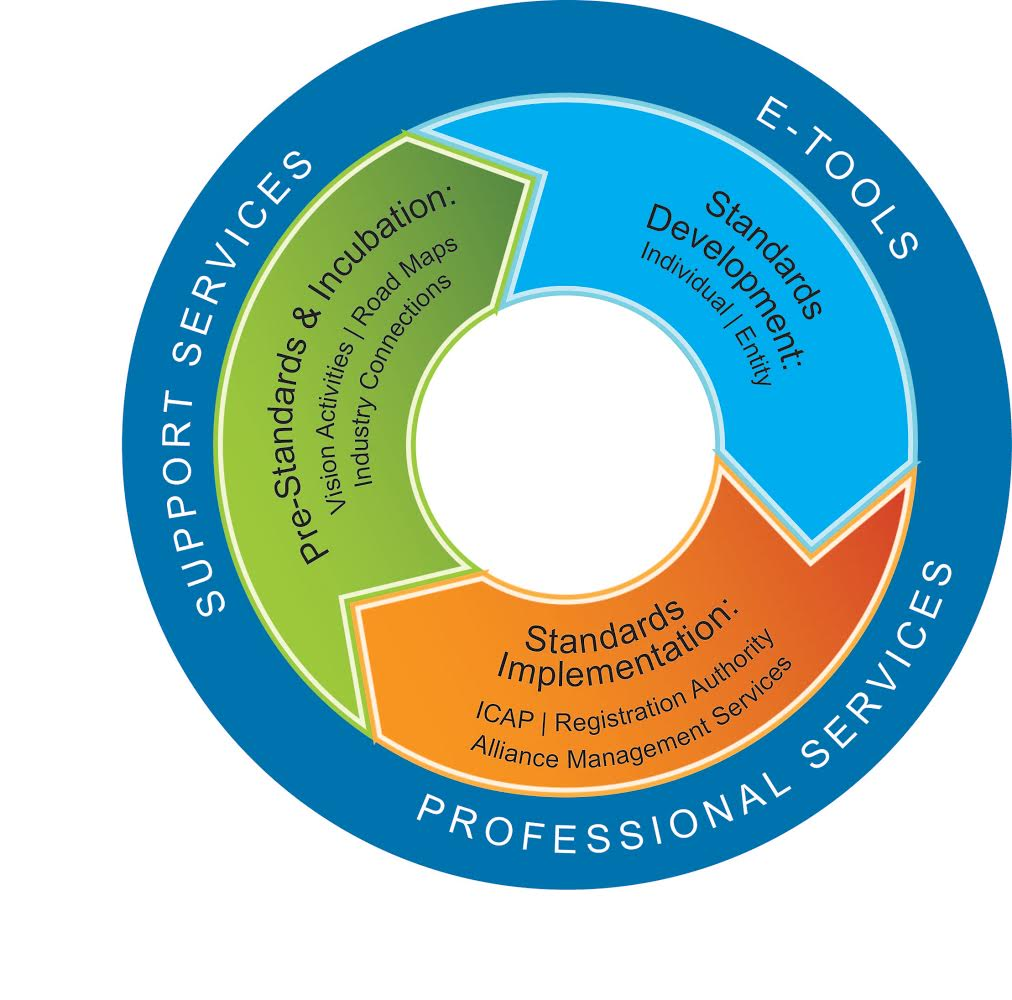 SUPPORT SERVICES
E-TOOLS
PROFESSIONAL SERVICES
Pre-Standards & Incubation:
Vision Activities | Road Maps
Industry Connections
Standards
Development:
Individual | Entity
Standards
Implementation:
ICAP | Registration Authority
Alliance Management Services